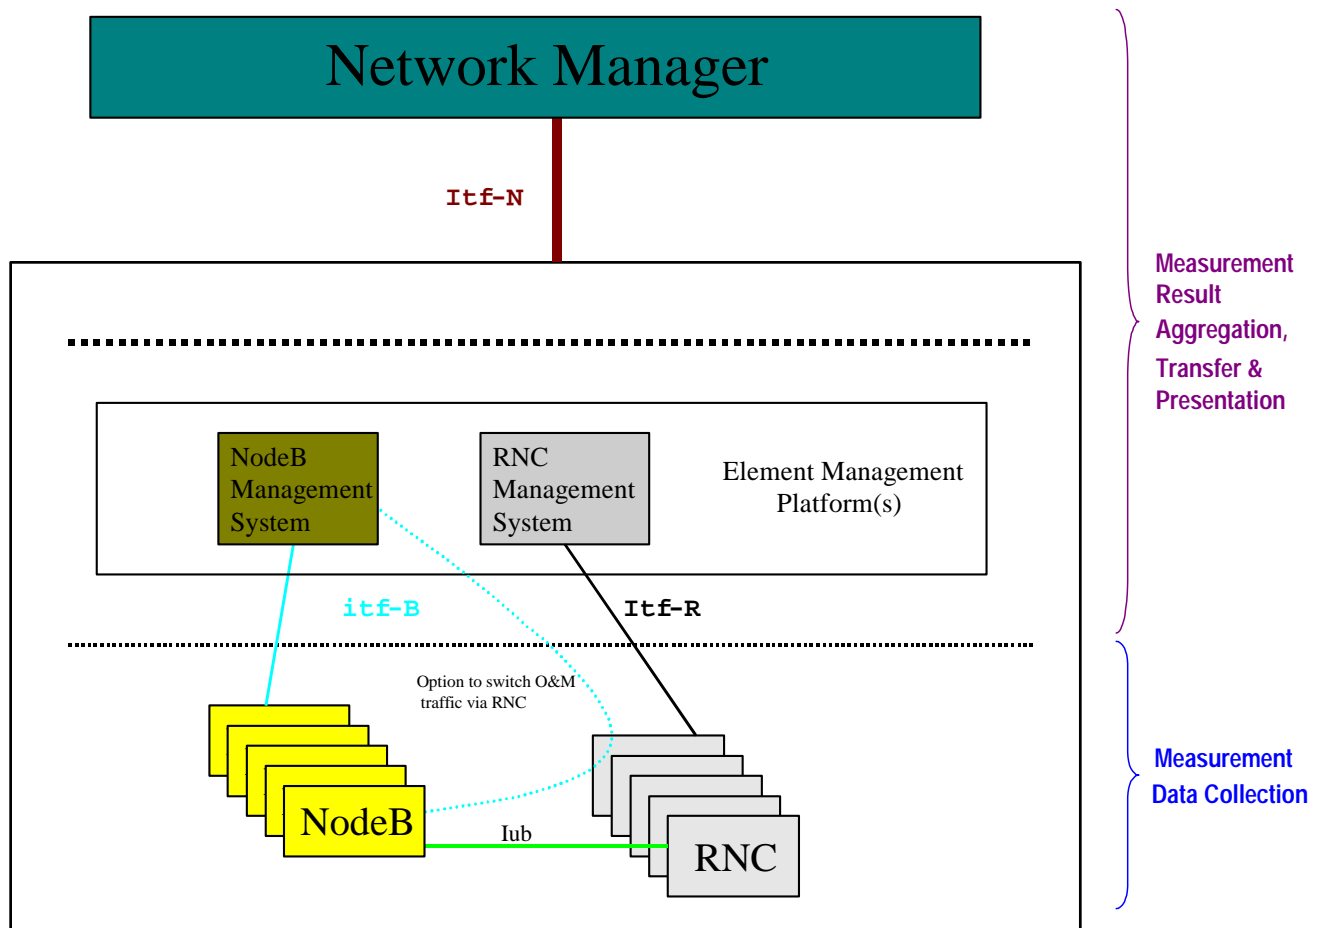 Network Manager
Itf-N
Measurement
Result
Aggregation,
Transfer &
Presentation
NodeB
Management
System
RNC
Management
System
Element Management
Platform(s)
itf-B
Itf-R
Option to switch O&M
traffic via RNC
Measurement
Data Collection
NodeB
Iub
RNC